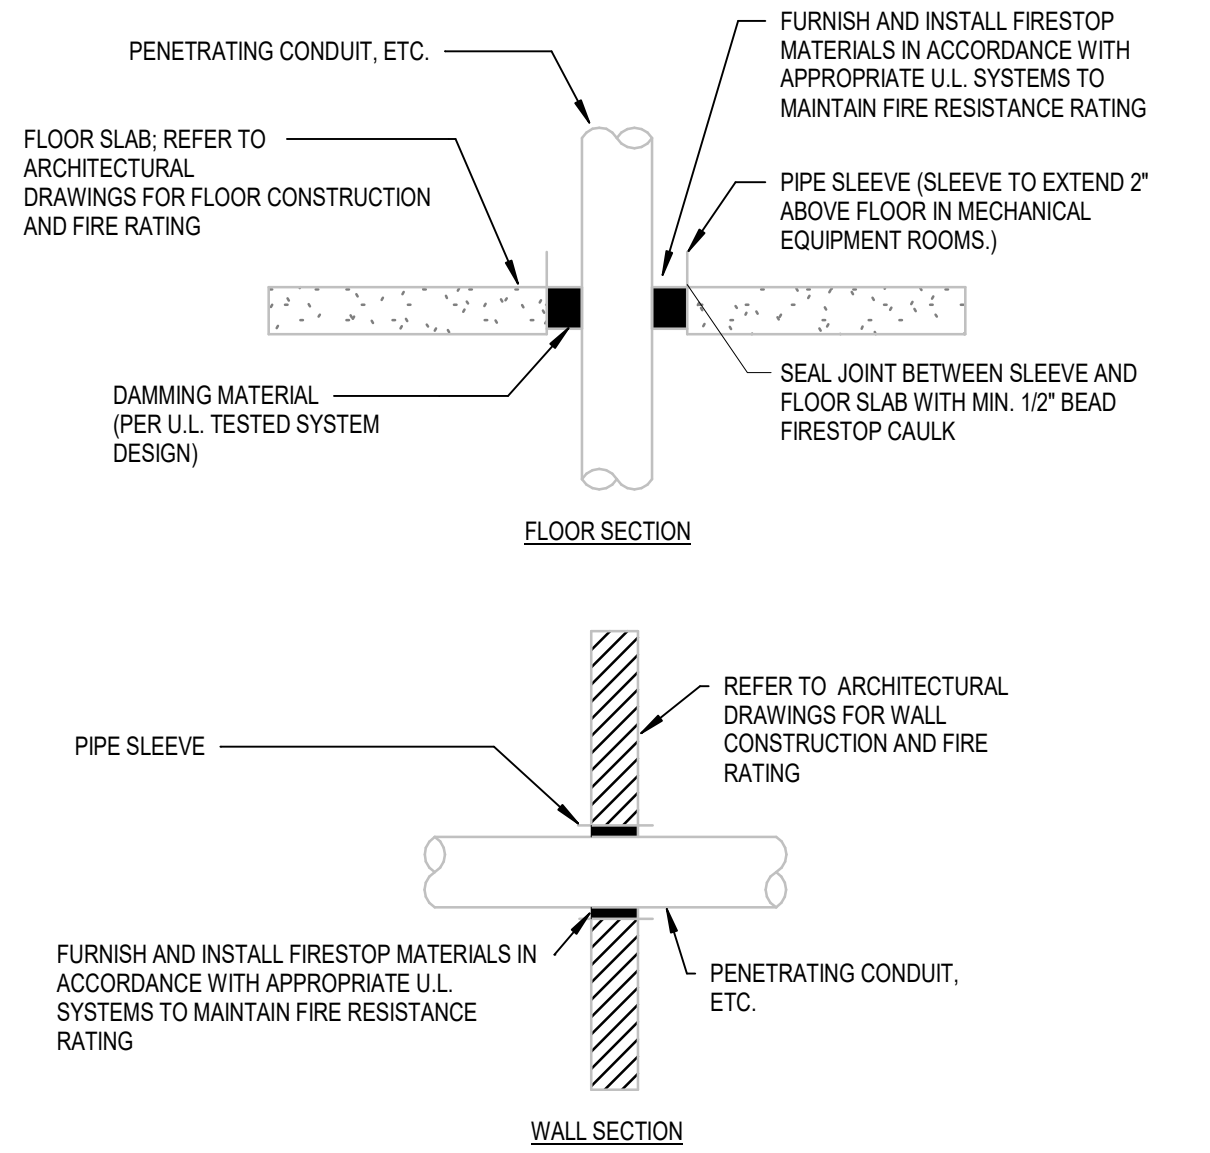 PENETRATING CONDUIT, ETC.
FURNISH AND INSTALL FIRESTOP
MATERIALS IN ACCORDANCE WITH
APPROPRIATE U.L. SYSTEMS TO
MAINTAIN FIRE RESISTANCE RATING
FLOOR SLAB; REFER TO
ARCHITECTURAL
DRAWINGS FOR FLOOR CONSTRUCTION
AND FIRE RATING
PIPE SLEEVE (SLEEVE TO EXTEND 2"
ABOVE FLOOR IN MECHANICAL
EQUIPMENT ROOMS.)
DAMMING MATERIAL
(PER U.L. TESTED SYSTEM
DESIGN)
SEAL JOINT BETWEEN SLEEVE AND
FLOOR SLAB WITH MIN. 1/2" BEAD
FIRESTOP CAULK
FLOOR SECTION
REFER TO ARCHITECTURAL
DRAWINGS FOR WALL
CONSTRUCTION AND FIRE
RATING
PIPE SLEEVE
FURNISH AND INSTALL FIRESTOP MATERIALS IN
ACCORDANCE WITH APPROPRIATE U.L.
SYSTEMS TO MAINTAIN FIRE RESISTANCE
RATING
PENETRATING CONDUIT,
ETC.
WALL SECTION